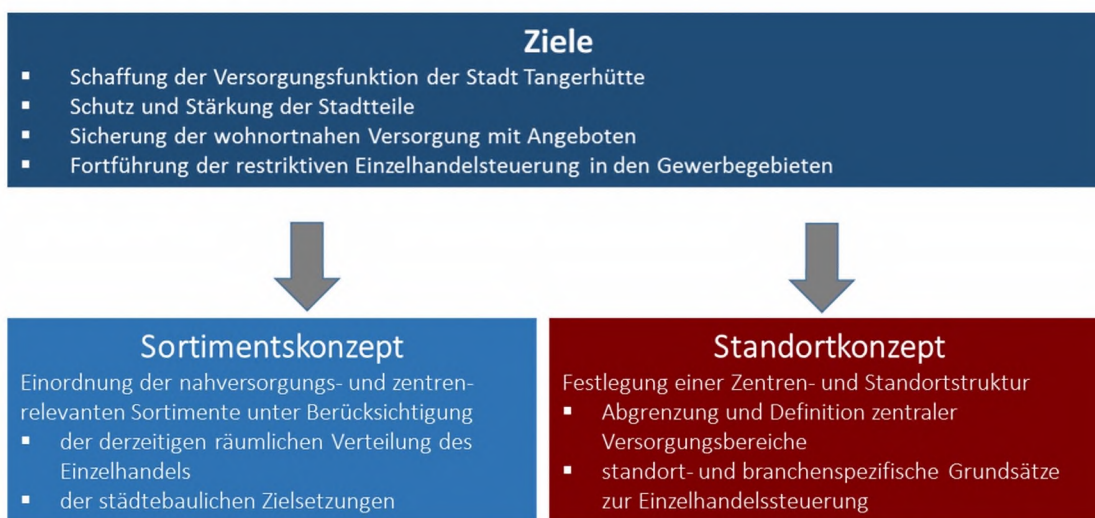 Ziele
▪ Schaffung der Versorgungsfunktion der Stadt Tangerhütte
▪ Schutz und Stärkung der Stadtteile
▪ Sicherung der wohnortnahen Versorgung mit Angeboten
▪ Fortführung der restriktiven Einzelhandelsteuerung in den Gewerbegebieten
Sortimentskonzept
Einordnung der nahversorgungs- und zentren-
relevanten Sortimente unter Berücksichtigung
▪ der derzeitigen räumlichen Verteilung des
Einzelhandels
▪ der städtebaulichen Zielsetzungen
Standortkonzept
Festlegung einer Zentren- und Standortstruktur
▪ Abgrenzung und Definition zentraler
Versorgungsbereiche
▪ standort- und branchenspezifische Grundsätze
zur Einzelhandelssteuerung